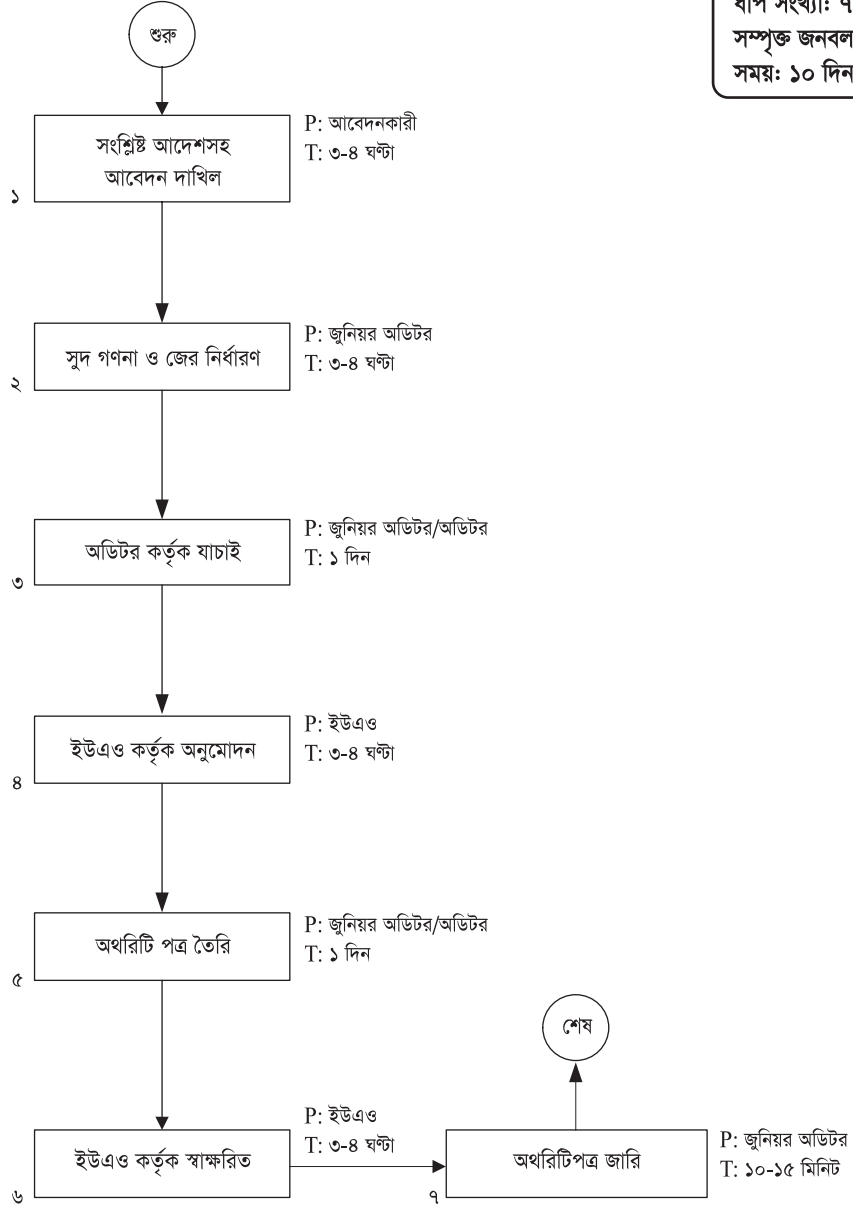 ধাপ সংখ্যা: ৭
সম্পৃক্ত জনবল
সময়: ১০ দিন
শুরু
সংশ্লিষ্ট আদেশসহ
আবেদন দাখিল
P: আবেদনকারী
T: ৩-৪ ঘণ্টা
১
সুদ গণনা ও জের নির্ধারণ
P: জুনিয়র অডিটর
T: ৩-৪ ঘণ্টা
২
অডিটর কর্তৃক যাচাই
P: জুনিয়র অডিটর/অডিটর
T: ১ দিন
৩
ইউএও কর্তৃক অনুমোদন
P: ইউএও
T: ৩-৪ ঘণ্টা
৪
অথরিটি পত্র তৈরি
P: জুনিয়র অডিটর/অডিটর
T: ১ দিন
৫
ইউএও কর্তৃক স্বাক্ষরিত
P: ইউএও
T: ৩-৪ ঘণ্টা
৬
অথরিটিপত্র জারি
P: জুনিয়র অডিটর
T: ১০-১৫ মিনিট
৭
শেষ